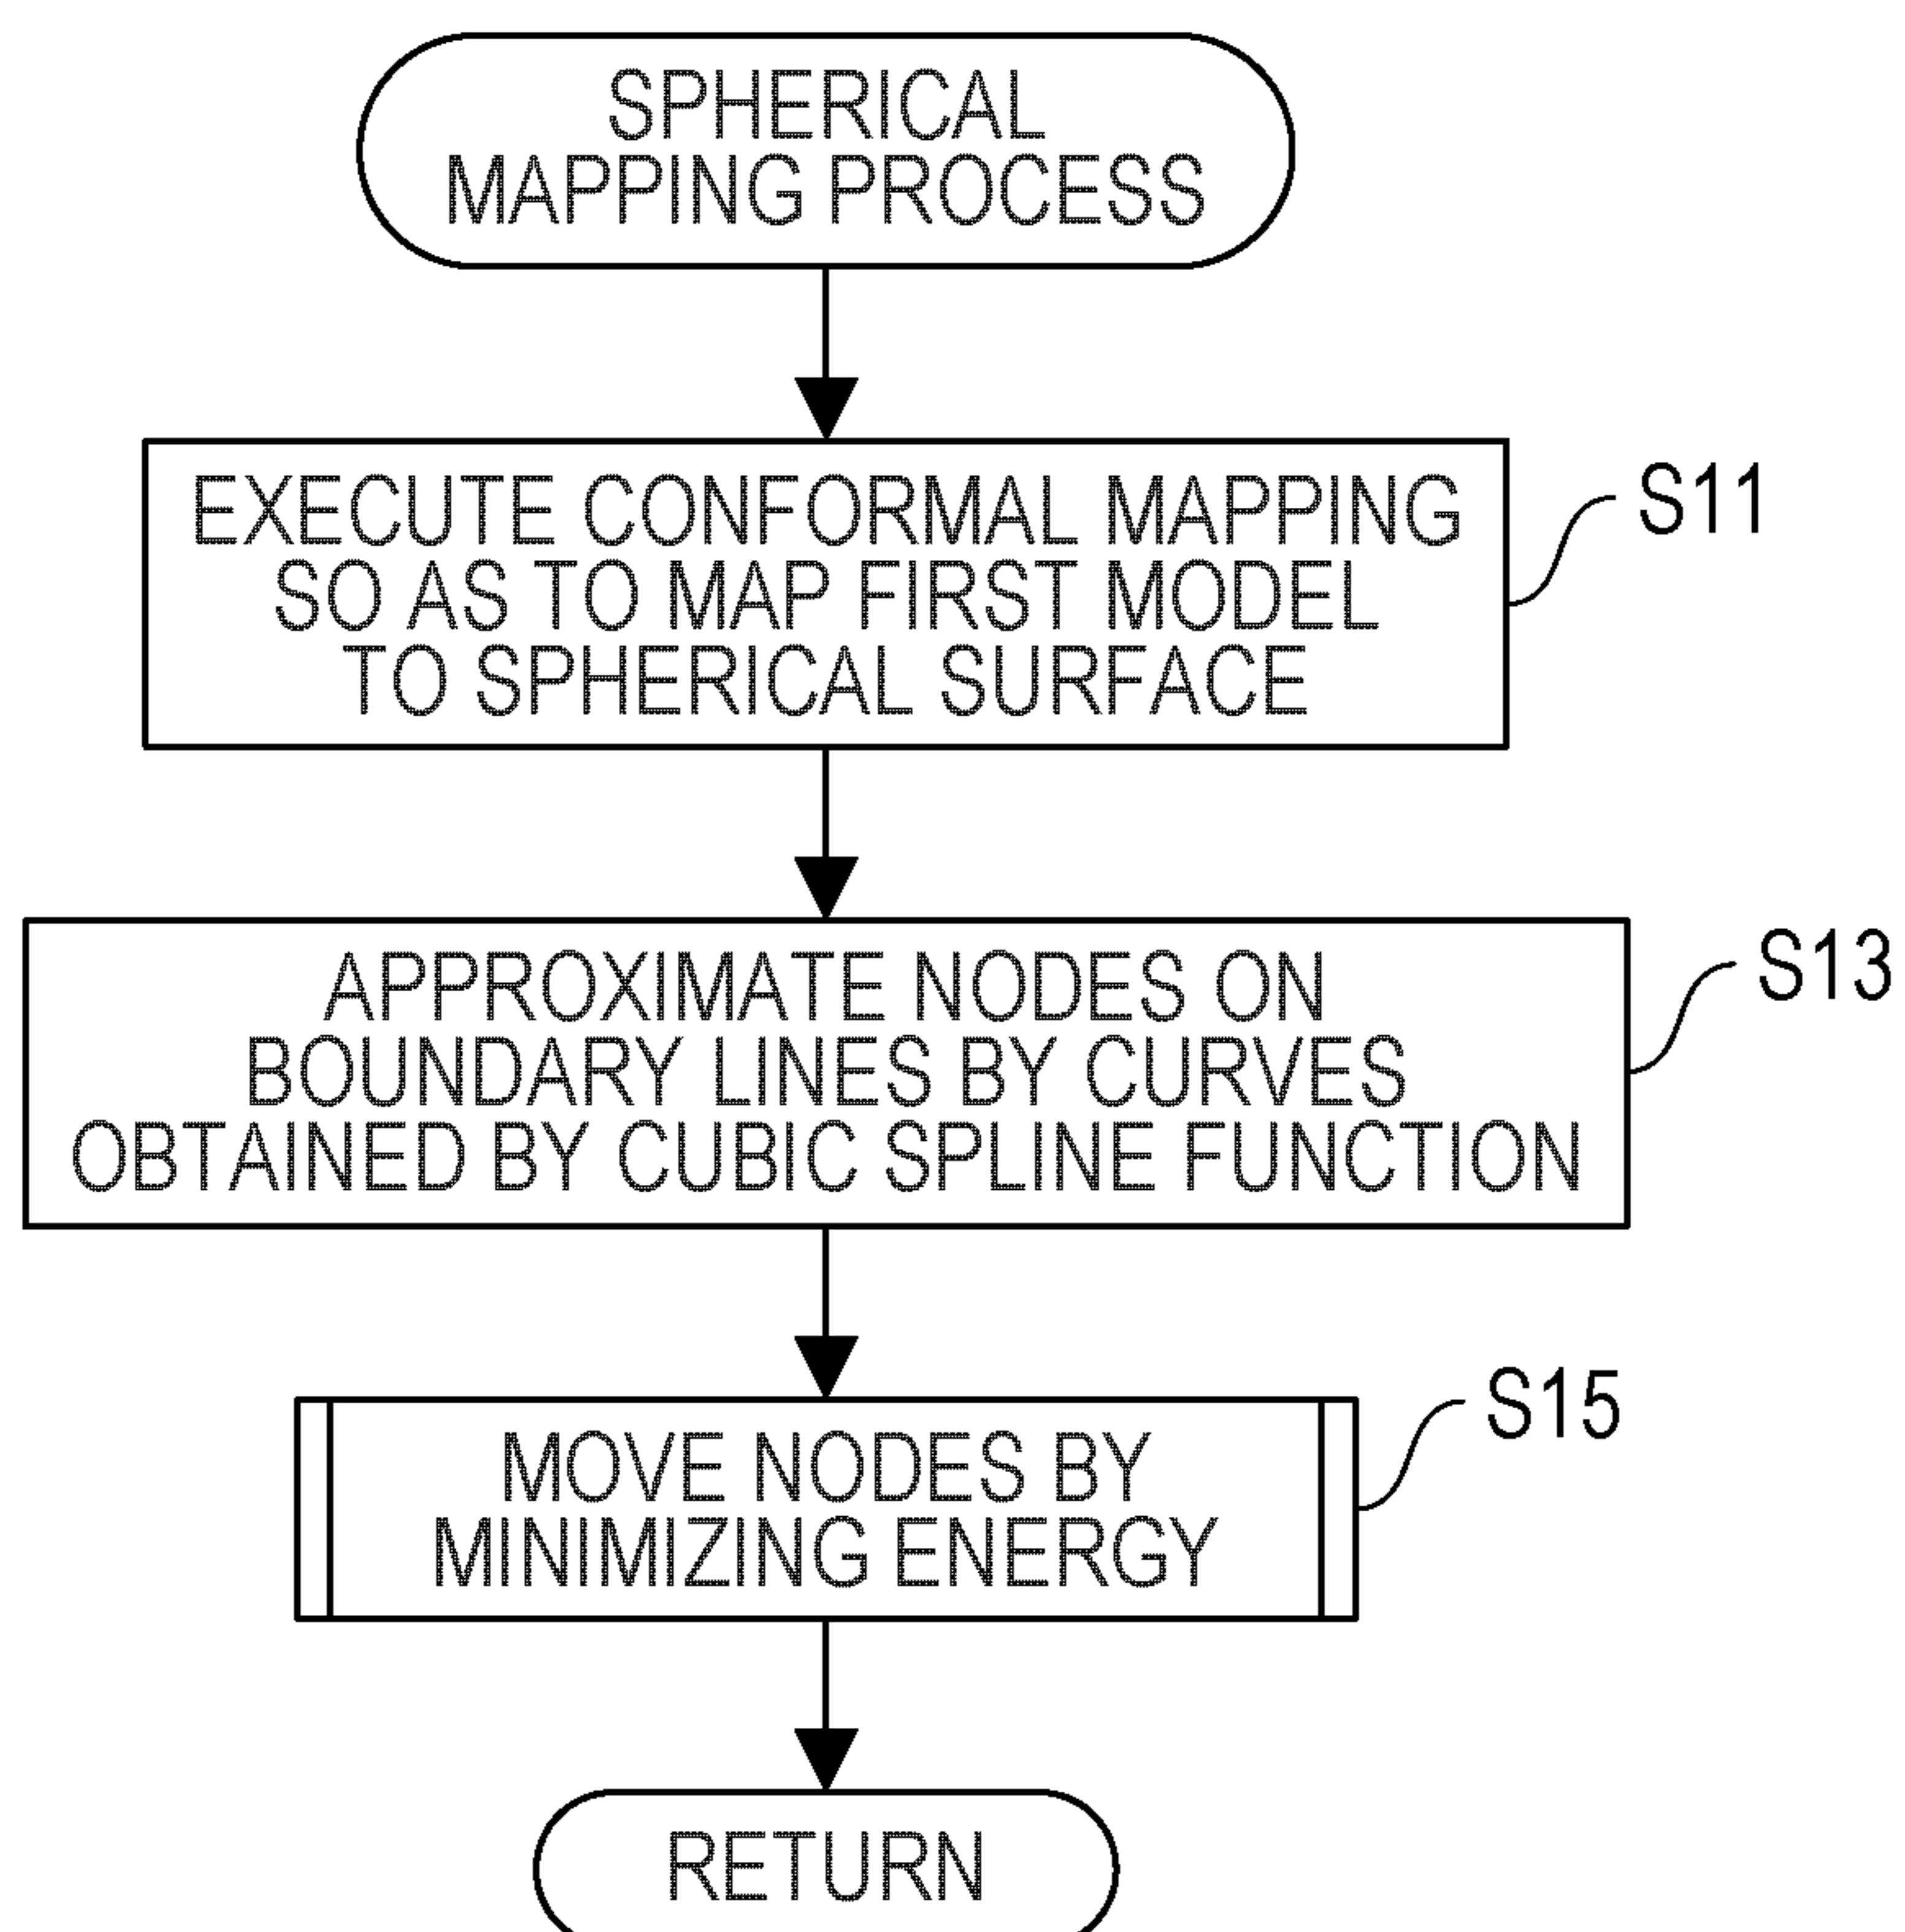 SPHERICAL
MAPPING PROCESS
EXECUTE CONFORMAL MAPPING
SO AS TO MAP FIRST MODEL
TO SPHERICAL SURFACE
S11
APPROXIMATE NODES ON
BOUNDARY LINES BY CURVES
OBTAINED BY CUBIC SPLINE FUNCTION
S13
MOVE NODES BY
MINIMIZING ENERGY
S15
RETURN